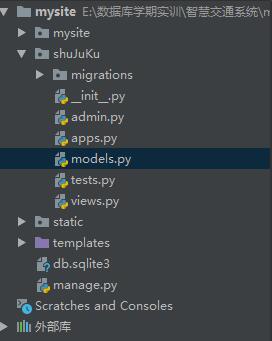 mysite E:\数据库学期实训\智慧交通系统\m
mysite
shuJuKu
migrations
__init__.py
admin.py
apps.py
models.py
tests.py
views.py
static
templates
db.sqlite3
manage.py
Scratches and Consoles
外部库